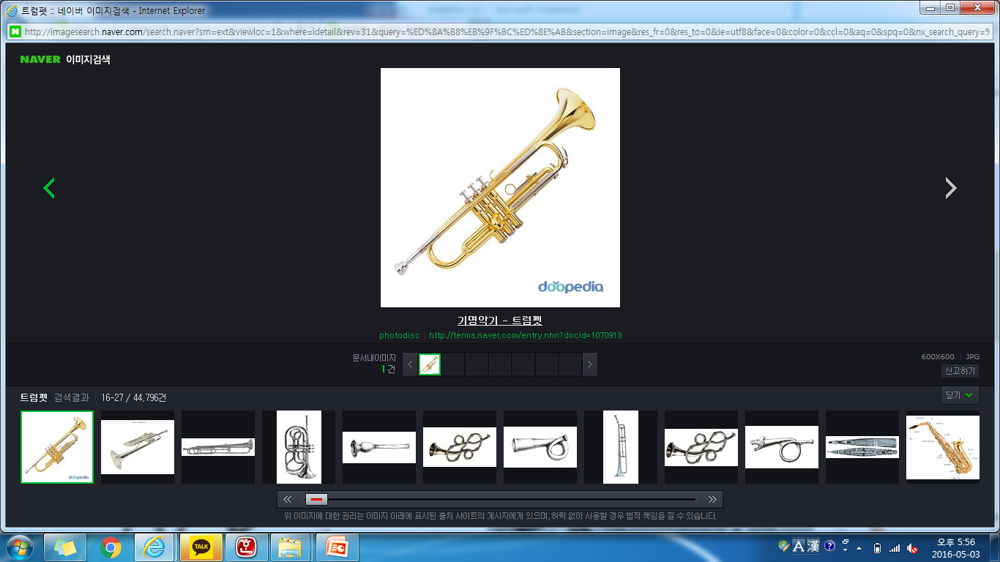 트럼펫 :: 네이버 이미지검색 - Internet Explorer
http://imagesearch.naver.com/search.naver?sm=ext&viewloc=1&where=idetail&rev=31&query=%ED%8A%B8%EB%9F%BC%ED%8E%AB&section=image&res_fr=0&res_to=0&ie=utf8&face=0&color=0&ccl=0&aq=0&spq=0&nx_search_query=%
NAVER 이미지검색
doopedia
기명악기 - 트럼펫
photodisc | http://terms.naver.com/entry.nhn?docId=1070913
문서내이미지
1 건
600X600 | JPG
신고하기
트럼펫 검색결과 | 16-27 / 44,796건
닫기
위 이미지에 대한 권리는 이미지 아래에 표시된 출처 사이트의 게시자에게 있으며, 허락 없이 사용할 경우 법적 책임을 질 수 있습니다.
TALK
A 漢
오후 5:56
2016-05-03